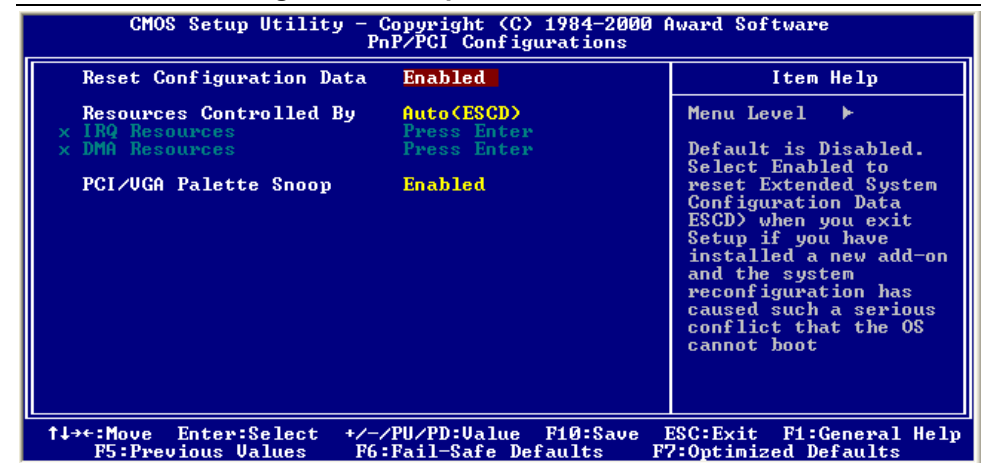 CMOS Setup Utility – Copyright (C) 1984–2000 Award Software
PnP/PCI Configurations
Reset Configuration Data Enabled
Resources Controlled By Auto(ESCD)
x IRQ Resources Press Enter
x DMA Resources Press Enter
PCI/VGA Palette Snoop Enabled
Item Help
Menu Level ►
Default is Disabled.
Select Enabled to
reset Extended System
Configuration Data
ESCD) when you exit
Setup if you have
installed a new add-on
and the system
reconfiguration has
caused such a serious
conflict that the OS
cannot boot
↑↓→←:Move Enter:Select +/-/PU/PD:Value F10:Save ESC:Exit F1:General Help
F5:Previous Values F6:Fail-Safe Defaults F7:Optimized Defaults